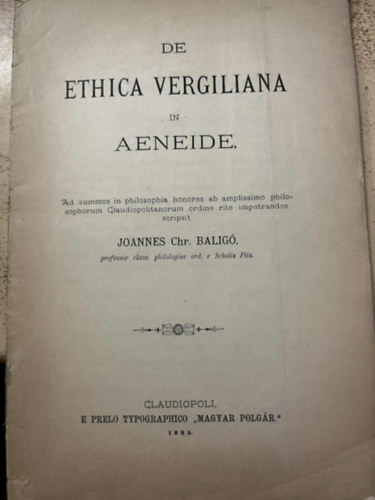 DE
ETHICA VERGILIANA
IN
AENEIDE.
Ad summos in philosophia honores ab amplissimo philo-
sophorum Claudiopolitanorum ordine rite impetrandos
scripsit
JOANNES Chr. BALIGÓ,
professor class. philologiae ord. e Scholis Piis.
CLAUDIOPOLI,
E PRELO TYPOGRAPHICO „MAGYAR POLGÁR.“